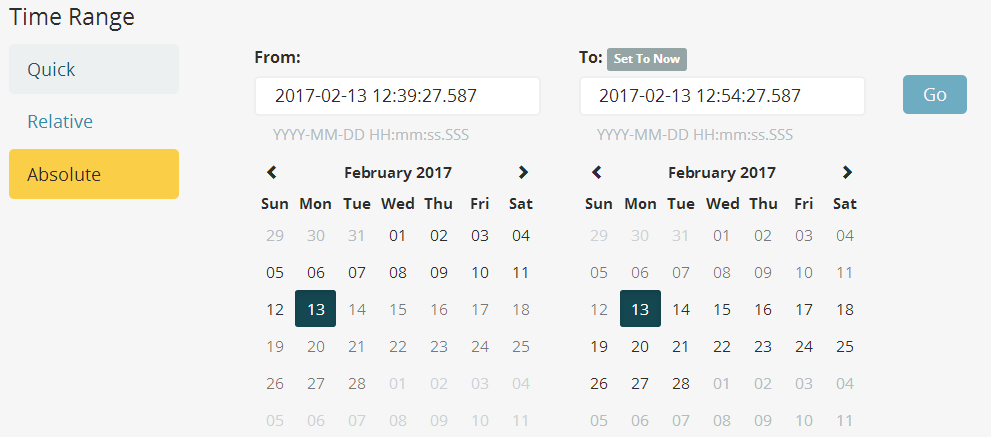 Time Range
Quick
Relative
Absolute
From:
2017-02-13 12:39:27.587
YYYY-MM-DD HH:mm:ss.SSS
February 2017
Sun Mon Tue Wed Thu Fri Sat
29 30 31 01 02 03 04
05 06 07 08 09 10 11
12 13 14 15 16 17 18
19 20 21 22 23 24 25
26 27 28 01 02 03 04
05 06 07 08 09 10 11
To: Set To Now
2017-02-13 12:54:27.587
YYYY-MM-DD HH:mm:ss.SSS
February 2017
Sun Mon Tue Wed Thu Fri Sat
29 30 31 01 02 03 04
05 06 07 08 09 10 11
12 13 14 15 16 17 18
19 20 21 22 23 24 25
26 27 28 01 02 03 04
05 06 07 08 09 10 11
Go